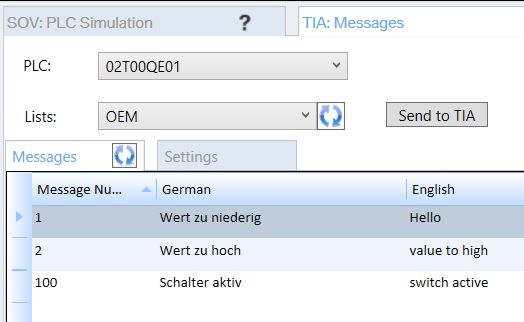 SOV: PLC Simulation ? TIA: Messages
PLC: 02T00QE01
Lists: OEM Send to TIA
Messages Settings
Message Nu... German English
1 Wert zu niederig Hello
2 Wert zu hoch value to high
100 Schalter aktiv switch active